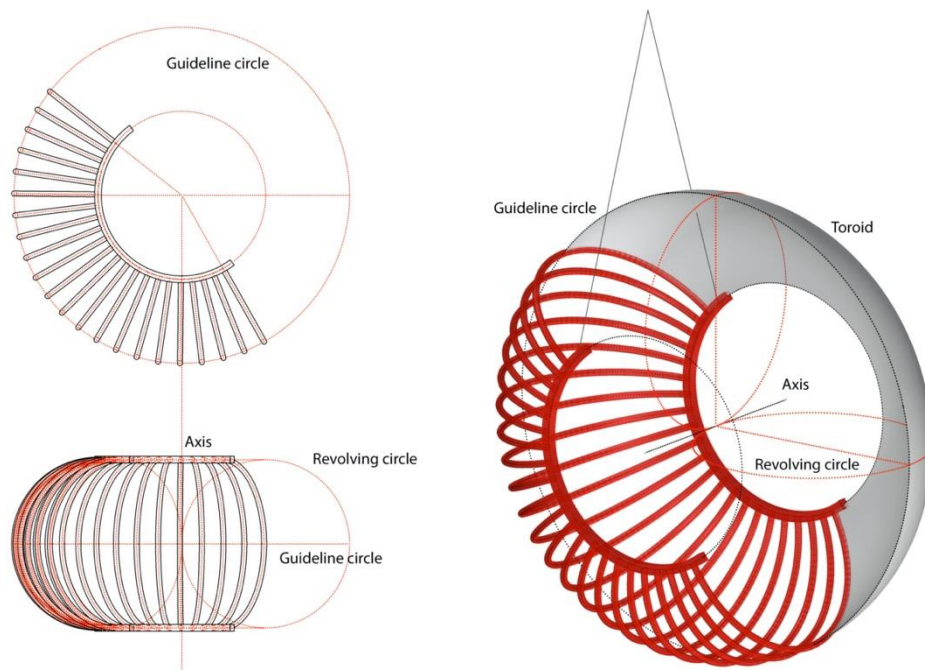 Guideline circle
Axis
Revolving circle
Guideline circle
Guideline circle
Toroid
Axis
Revolving circle